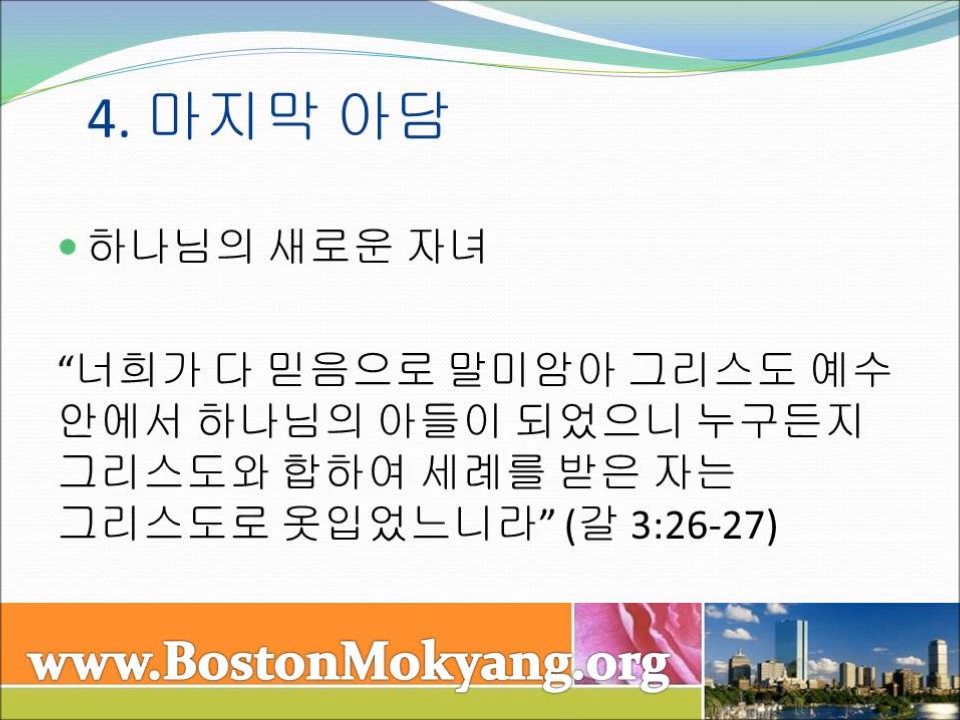 4. 마지막 아담
• 하나님의 새로운 자녀
“너희가 다 믿음으로 말미암아 그리스도 예수
안에서 하나님의 아들이 되었으니 누구든지
그리스도와 합하여 세례를 받은 자는
그리스도로 옷입었느니라” (갈 3:26-27)
www.BostonMokyang.org